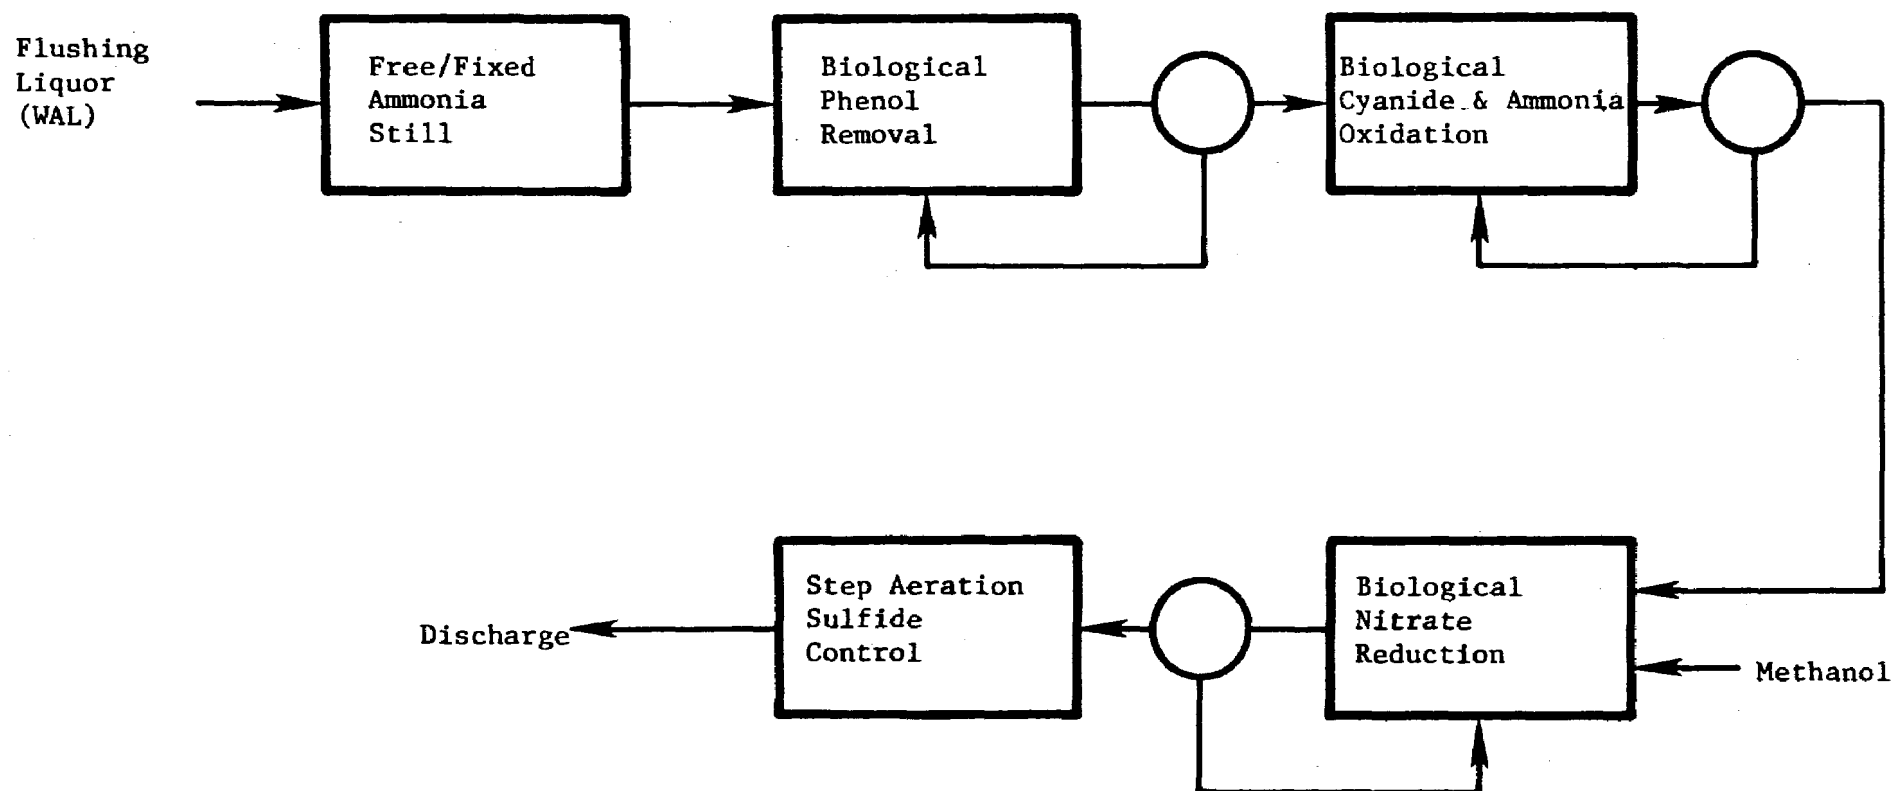 Flushing
Liquor
(WAL)
Free/Fixed
Ammonia
Still
Biological
Phenol
Removal
Biological
Cyanide & Ammonia
Oxidation
Biological
Nitrate
Reduction
Methanol
Step Aeration
Sulfide
Control
Discharge